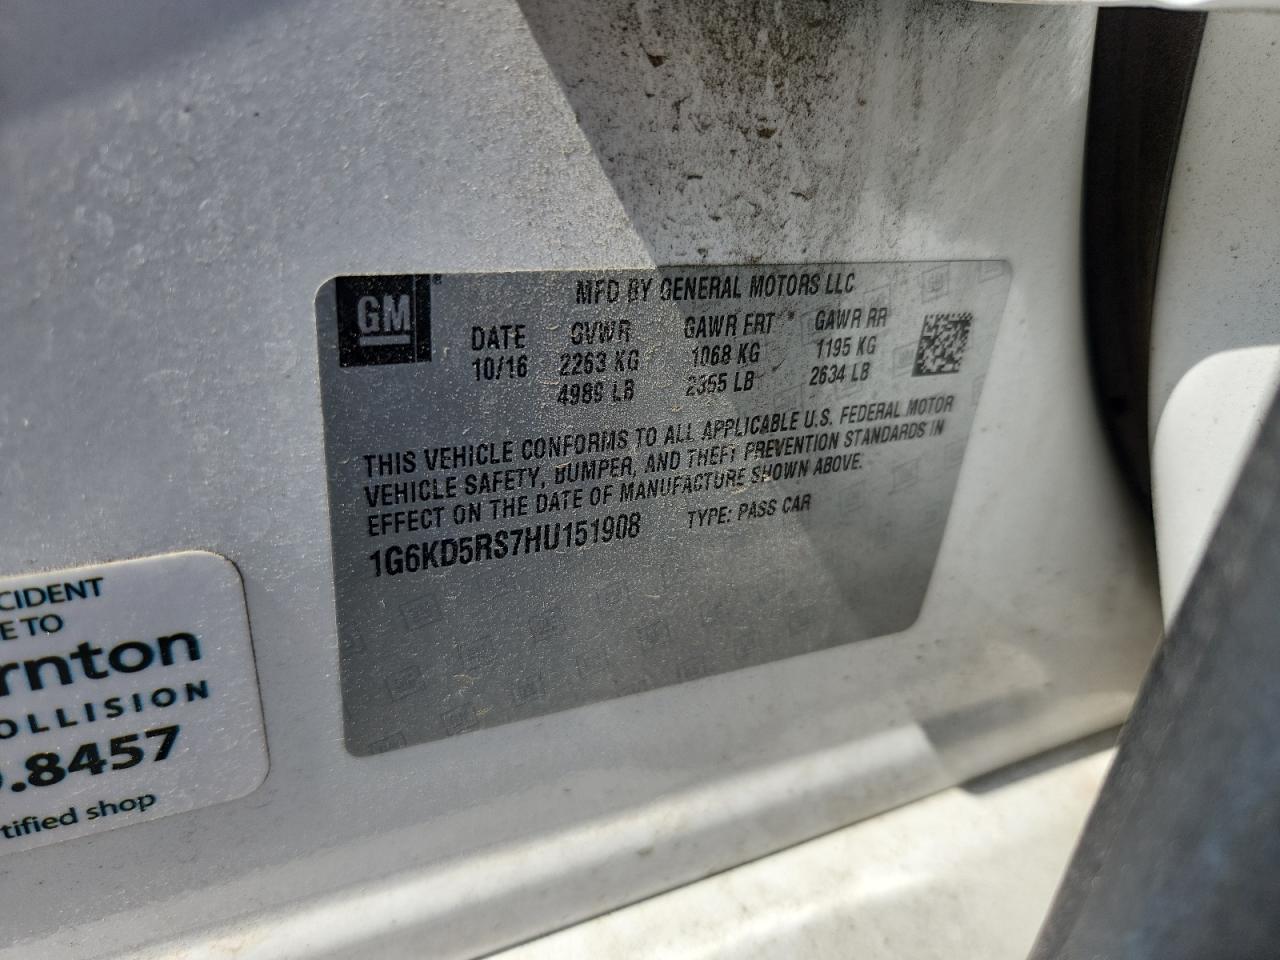 GM
MFD BY GENERAL MOTORS LLC
DATE GVWR GAWR FRT GAWR RR
10/16 2263 KG 1068 KG 1195 KG
4989 LB 2355 LB 2634 LB
THIS VEHICLE CONFORMS TO ALL APPLICABLE U.S. FEDERAL MOTOR
VEHICLE SAFETY, BUMPER, AND THEFT PREVENTION STANDARDS IN
EFFECT ON THE DATE OF MANUFACTURE SHOWN ABOVE.
1G6KD5RS7HU151908 TYPE: PASS CAR
CIDENT
E TO
rnton
OLLISION
.8457
tified shop